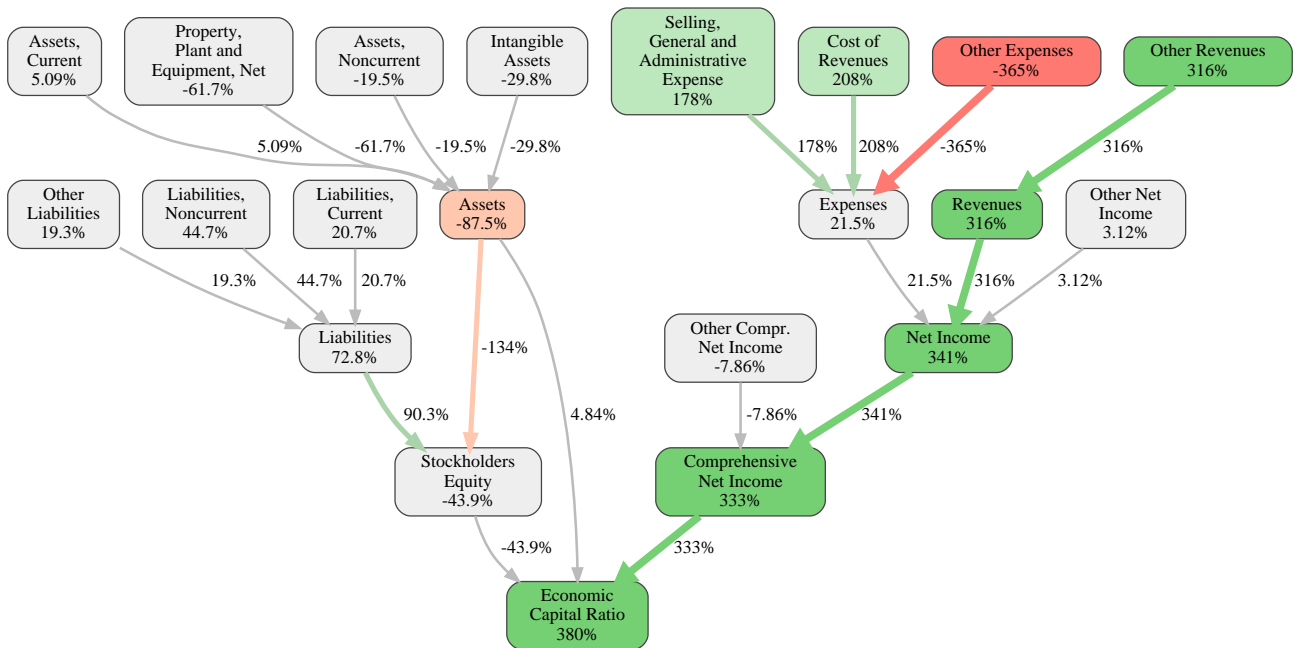 Assets,
Current
5.09%
Property,
Plant and
Equipment, Net
-61.7%
Assets,
Noncurrent
-19.5%
Intangible
Assets
-29.8%
Selling,
General and
Administrative
Expense
178%
Cost of
Revenues
208%
Other Expenses
-365%
Other Revenues
316%
5.09%
-61.7%
-19.5%
-29.8%
178%
208%
-365%
316%
Other
Liabilities
19.3%
Liabilities,
Noncurrent
44.7%
Liabilities,
Current
20.7%
Assets
-87.5%
Expenses
21.5%
Revenues
316%
Other Net
Income
3.12%
19.3%
44.7%
20.7%
21.5%
316%
3.12%
Liabilities
72.8%
-134%
Other Compr.
Net Income
-7.86%
Net Income
341%
90.3%
4.84%
-7.86%
341%
Stockholders
Equity
-43.9%
Comprehensive
Net Income
333%
-43.9%
333%
Economic
Capital Ratio
380%